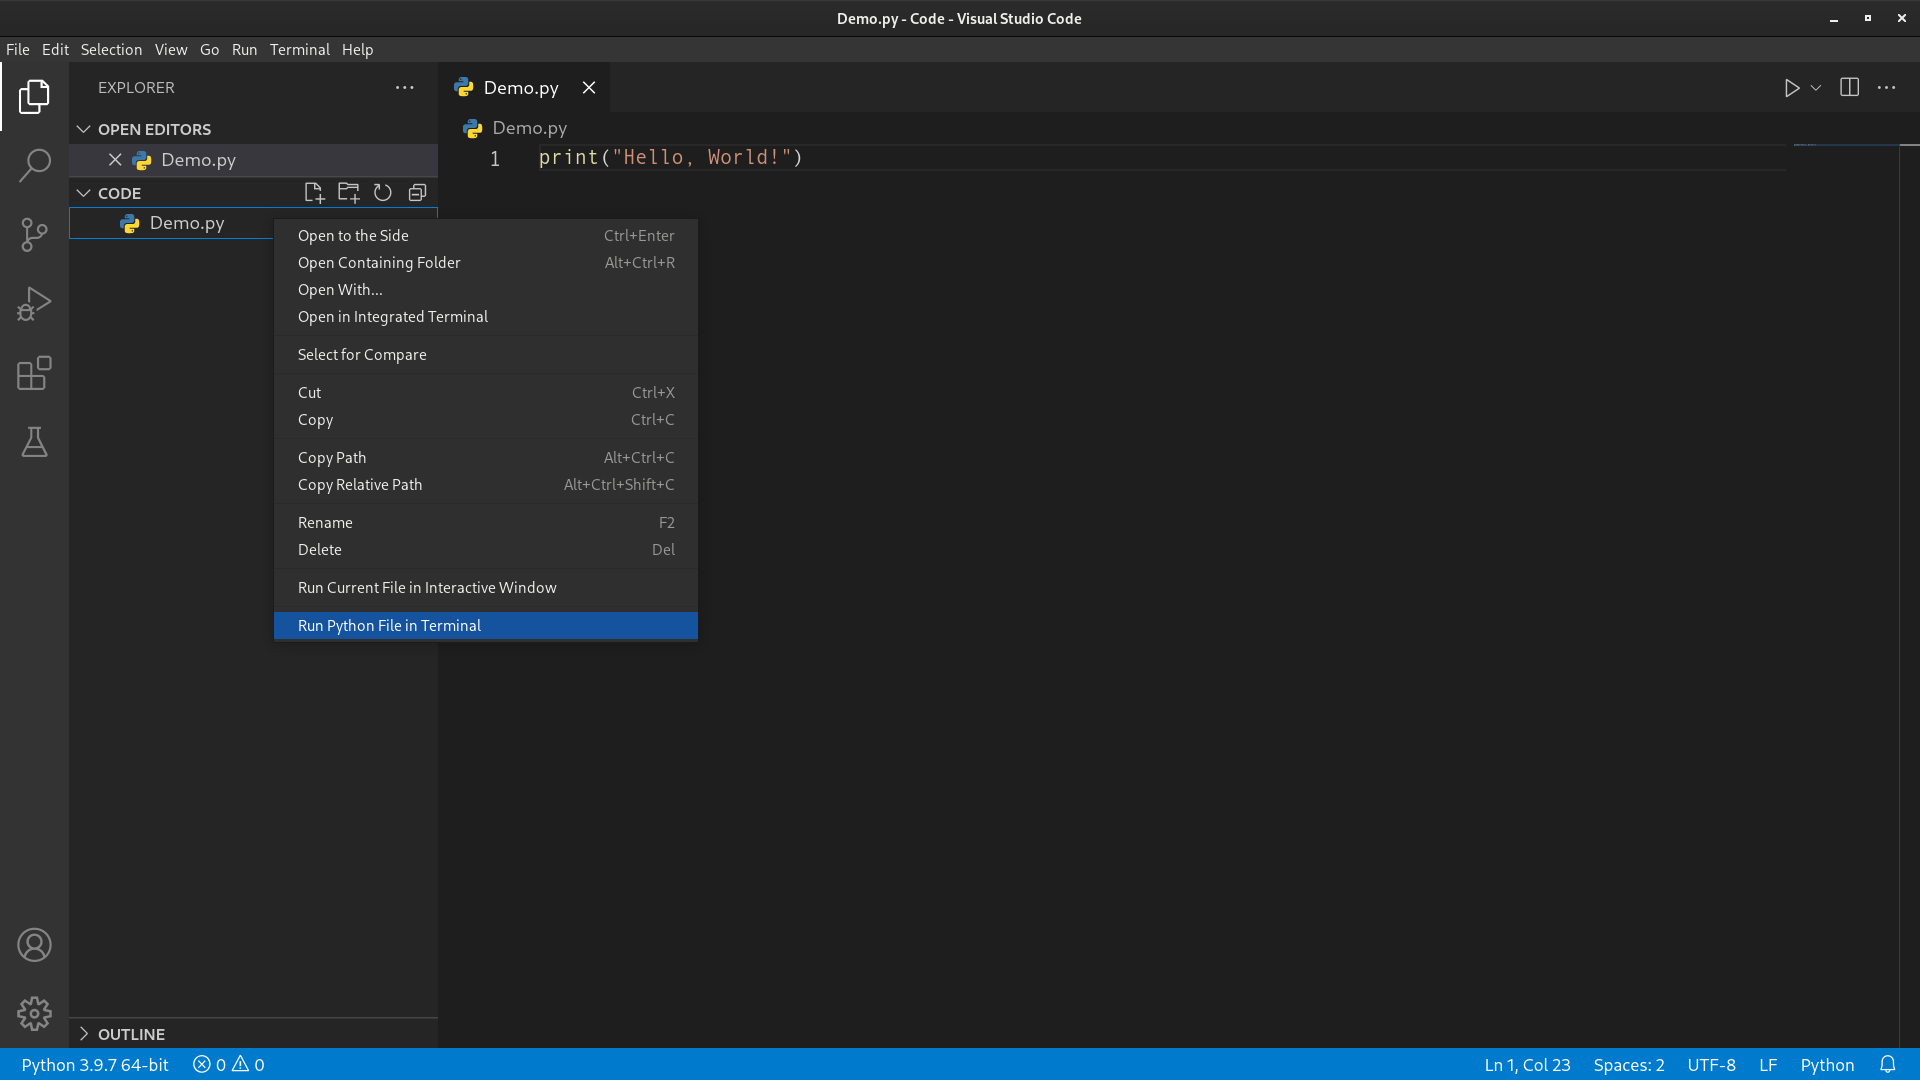 Demo.py - Code - Visual Studio Code
File Edit Selection View Go Run Terminal Help
EXPLORER
OPEN EDITORS
Demo.py
CODE
Demo.py
Demo.py
Demo.py
1 print("Hello, World!")
Open to the Side Ctrl+Enter
Open Containing Folder Alt+Ctrl+R
Open With...
Open in Integrated Terminal
Select for Compare
Cut Ctrl+X
Copy Ctrl+C
Copy Path Alt+Ctrl+C
Copy Relative Path Alt+Ctrl+Shift+C
Rename F2
Delete Del
Run Current File in Interactive Window
Run Python File in Terminal
OUTLINE
Python 3.9.7 64-bit 0 0 Ln 1, Col 23 Spaces: 2 UTF-8 LF Python